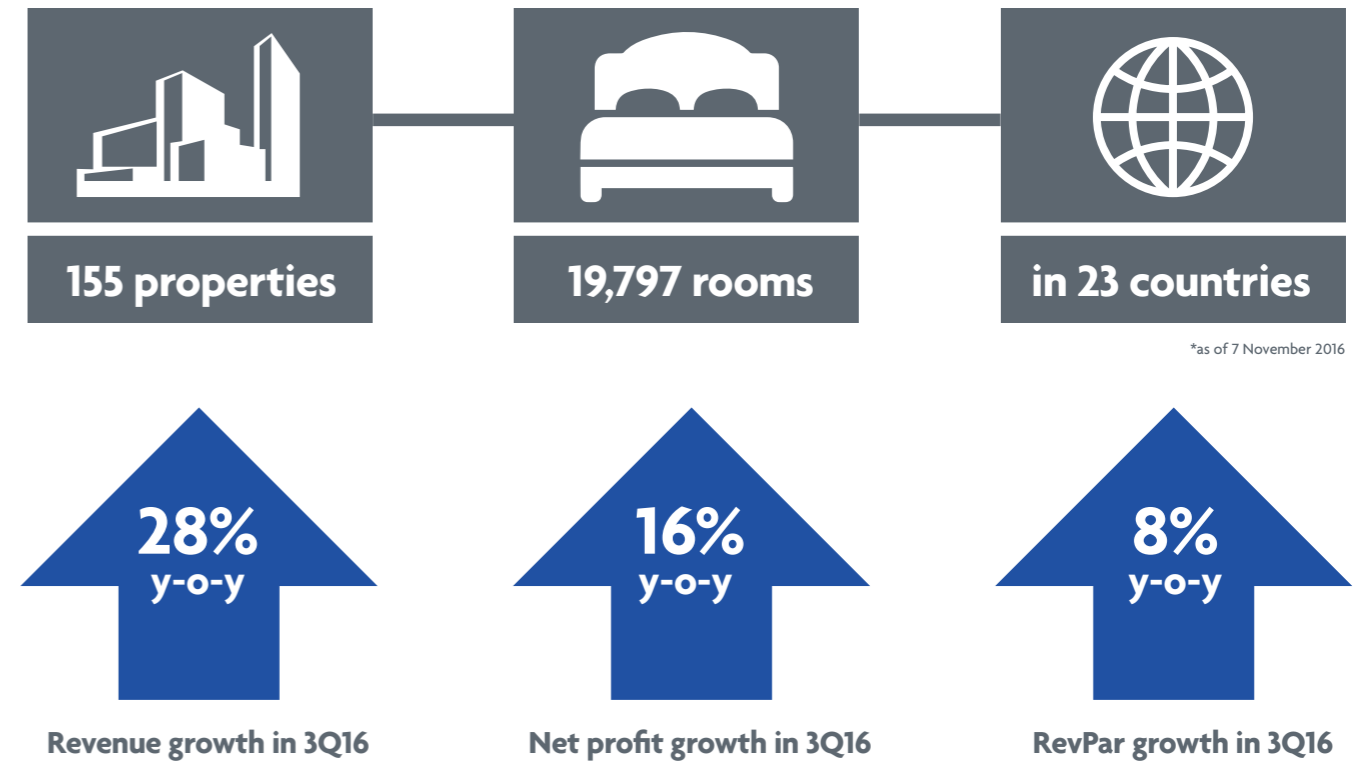 155 properties
19,797 rooms
in 23 countries
*as of 7 November 2016
28%
y-o-y
16%
y-o-y
8%
y-o-y
Revenue growth in 3Q16
Net profit growth in 3Q16
RevPar growth in 3Q16